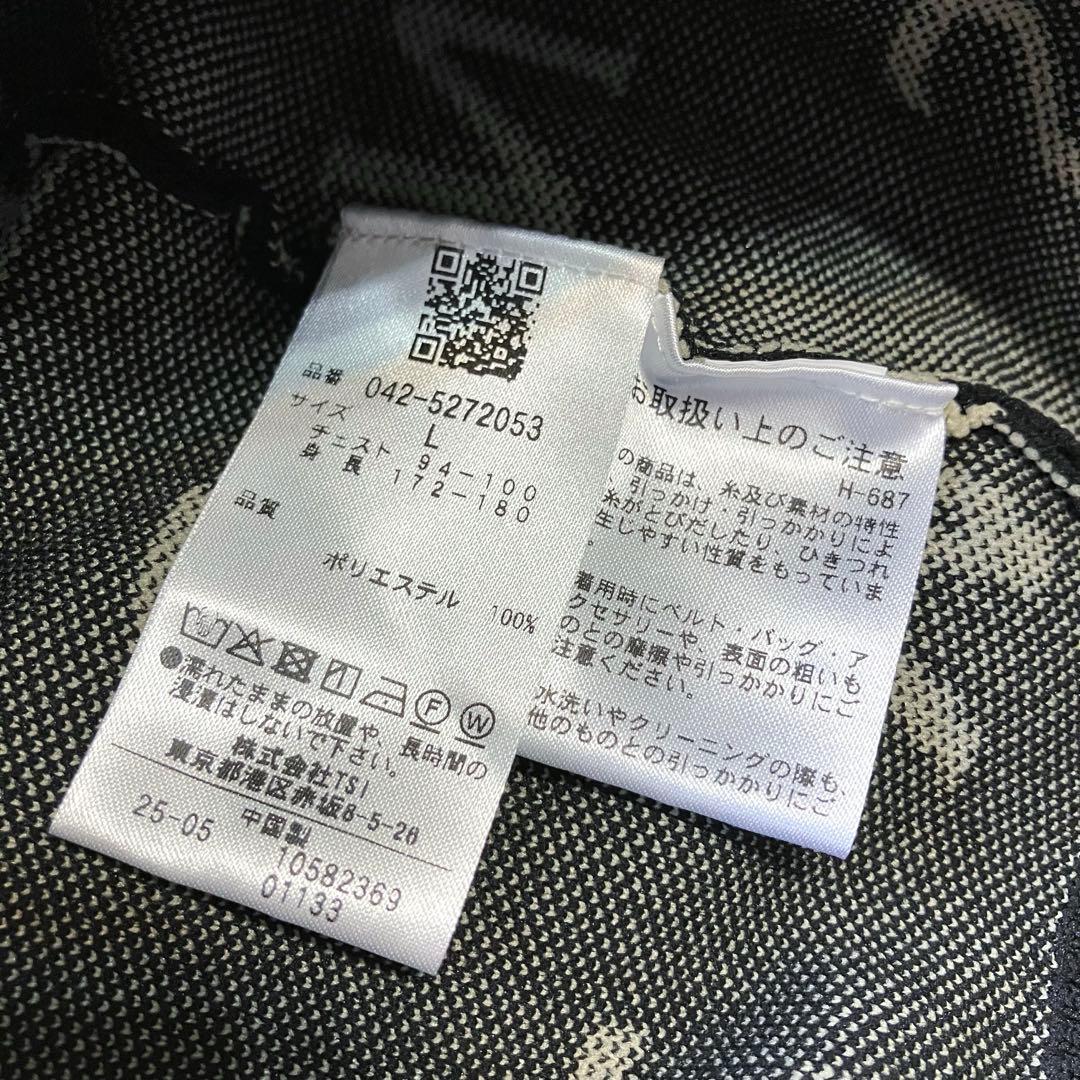 品番 042-5272053
サイズ L
チェスト 94-100
身長 172-180
品質
ポリエステル 100%
濡れたままの放置や、長時間の
浸漬はしないで下さい。
株式会社TSI
東京都港区赤坂8-5-28
25-05 中国製
10582369
01133
お取扱い上のご注意
H-687
の商品は、糸及び素材の特性
、引っかけ・引っかかりによ
糸がとびだしたり、ひきつれ
生しやすい性質をもっていま
。
着用時にベルト・バッグ・ア
クセサリーや、表面の粗いも
のとの摩擦や引っかかりにご
注意ください。
水洗いやクリーニングの際も、
他のものとの引っかかりにご
F
W